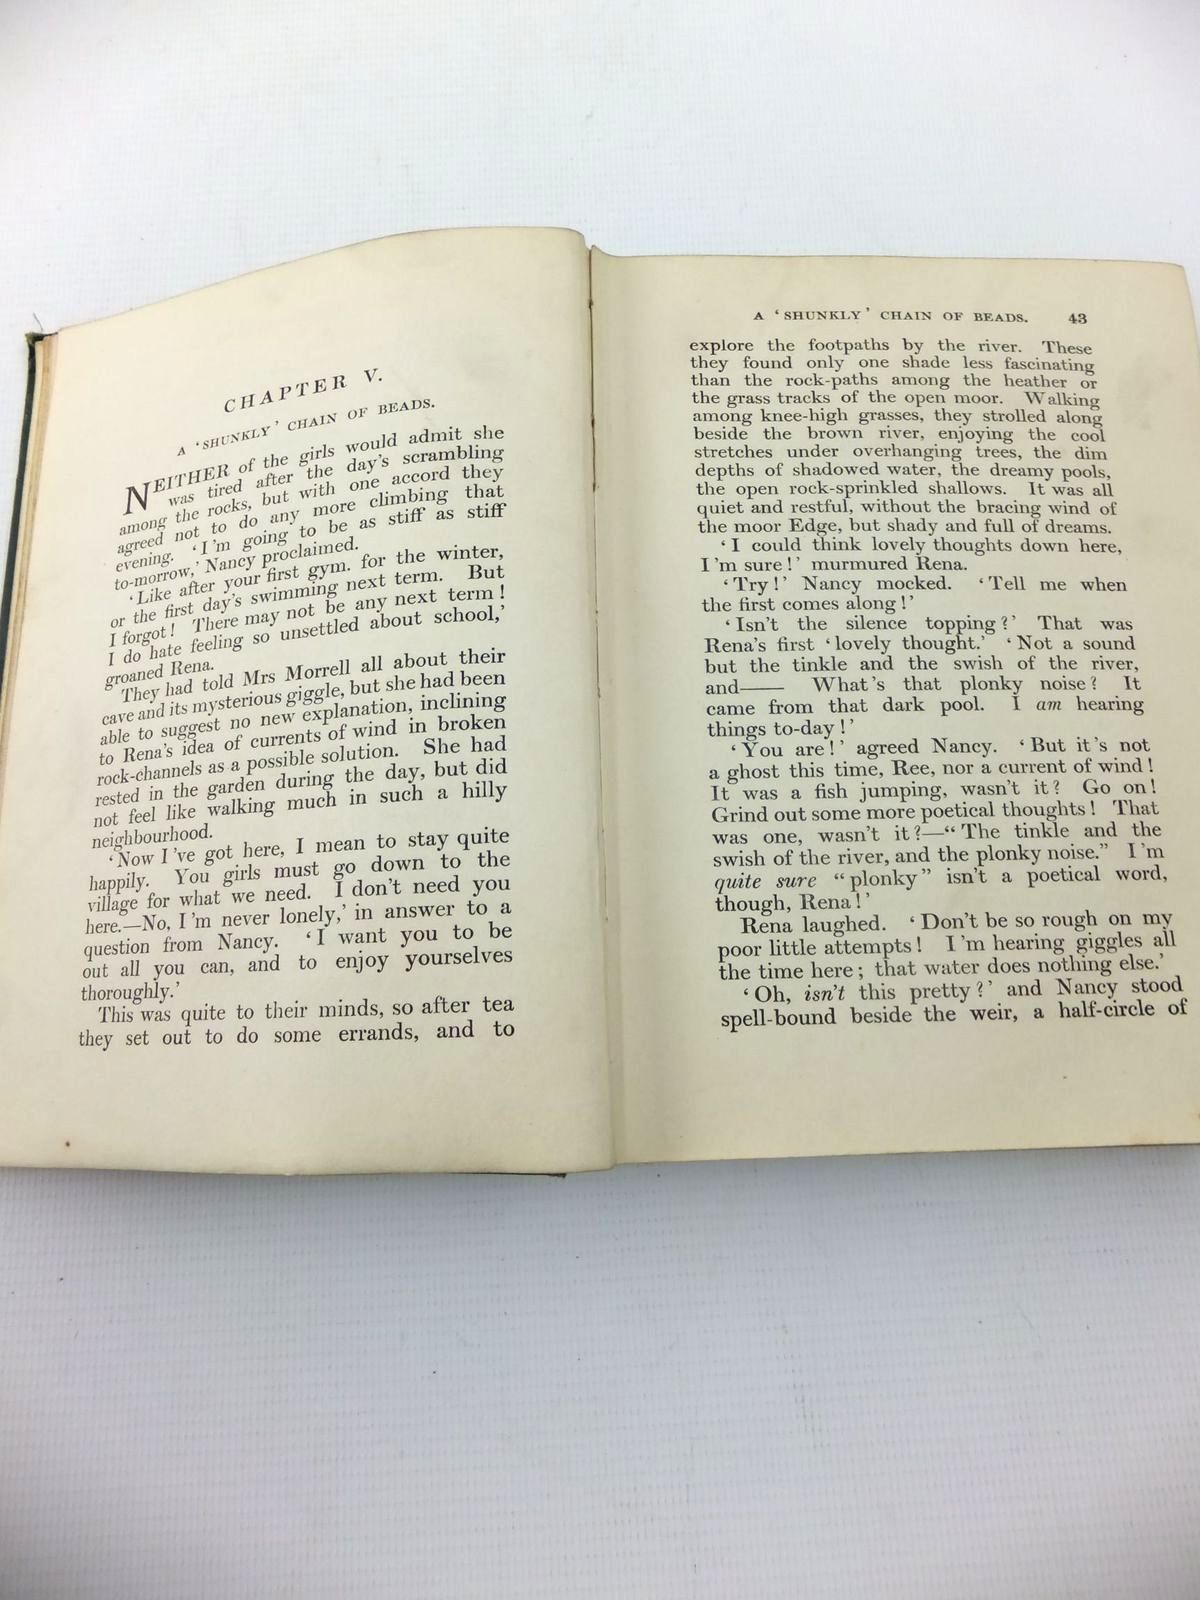 CHAPTER V.
A ‘SHUNKLY’ CHAIN OF BEADS.
NEITHER of the girls would admit she
was tired after the day's scrambling
among the rocks, but with one accord they
agreed not to do any more climbing that
evening. ‘I'm going to be as stiff as stiff
to-morrow,’ Nancy proclaimed.
‘Like after your first gym. for the winter,
or the first day's swimming next term. But
I forgot! There may not be any next term!
I do hate feeling so unsettled about school,’
groaned Rena.
They had told Mrs Morrell all about their
cave and its mysterious giggle, but she had been
able to suggest no new explanation, inclining
to Rena's idea of currents of wind in broken
rock-channels as a possible solution. She had
rested in the garden during the day, but did
not feel like walking much in such a hilly
neighbourhood.
‘Now I've got here, I mean to stay quite
happily. You girls must go down to the
village for what we need. I don't need you
here.—No, I'm never lonely,’ in answer to a
question from Nancy. ‘I want you to be
out all you can, and to enjoy yourselves
thoroughly.’
This was quite to their minds, so after tea
they set out to do some errands, and to
A ‘SHUNKLY’ CHAIN OF BEADS. 43
explore the footpaths by the river. These
they found only one shade less fascinating
than the rock-paths among the heather or
the grass tracks of the open moor. Walking
among knee-high grasses, they strolled along
beside the brown river, enjoying the cool
stretches under overhanging trees, the dim
depths of shadowed water, the dreamy pools,
the open rock-sprinkled shallows. It was all
quiet and restful, without the bracing wind of
the moor Edge, but shady and full of dreams.
‘I could think lovely thoughts down here,
I'm sure!’ murmured Rena.
‘Try!’ Nancy mocked. ‘Tell me when
the first comes along!’
‘Isn't the silence topping?’ That was
Rena's first ‘lovely thought.’ ‘Not a sound
but the tinkle and the swish of the river,
and—— What's that plonky noise? It
came from that dark pool. I am hearing
things to-day!’
‘You are!’ agreed Nancy. ‘But it's not
a ghost this time, Ree, nor a current of wind!
It was a fish jumping, wasn't it? Go on!
Grind out some more poetical thoughts! That
was one, wasn't it?—“The tinkle and the
swish of the river, and the plonky noise.” I'm
quite sure “plonky” isn't a poetical word,
though, Rena!’
Rena laughed. ‘Don't be so rough on my
poor little attempts! I'm hearing giggles all
the time here; that water does nothing else.’
‘Oh, isn't this pretty?’ and Nancy stood
spell-bound beside the weir, a half-circle of